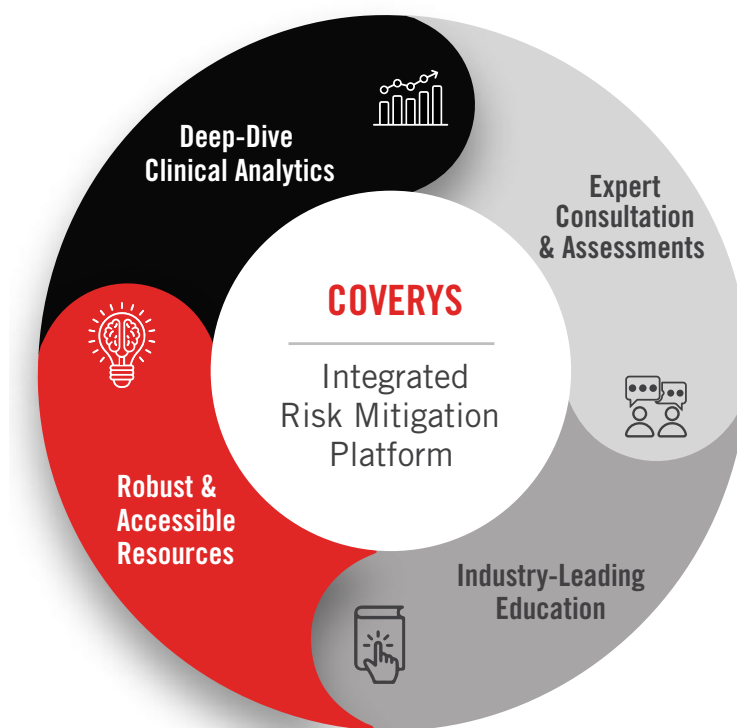 Deep-Dive
Clinical Analytics
Expert
Consultation
& Assessments
COVERYS
Integrated
Risk Mitigation
Platform
Robust &
Accessible
Resources
Industry-Leading
Education